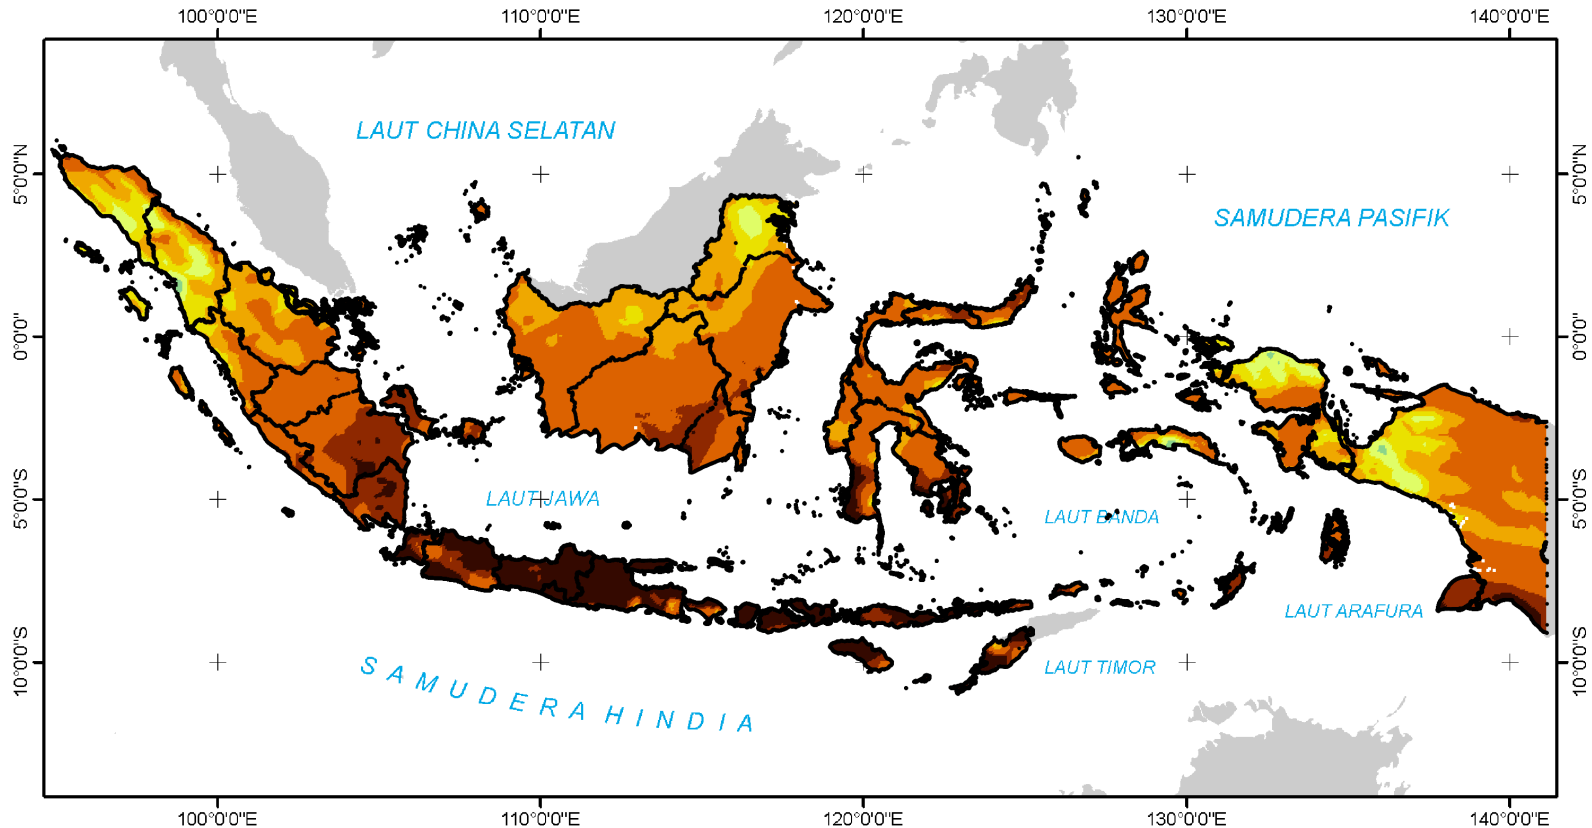 100°0'0"E 110°0'0"E 120°0'0"E 130°0'0"E 140°0'0"E
LAUT CHINA SELATAN
5°0'0"N 5°0'0"N
SAMUDERA PASIFIK
0°0'0" 0°0'0"
LAUT JAWA
5°0'0"S 5°0'0"S
LAUT BANDA
LAUT ARAFURA
10°0'0"S 10°0'0"S
LAUT TIMOR
SAMUDERA HINDIA
100°0'0"E 110°0'0"E 120°0'0"E 130°0'0"E 140°0'0"E